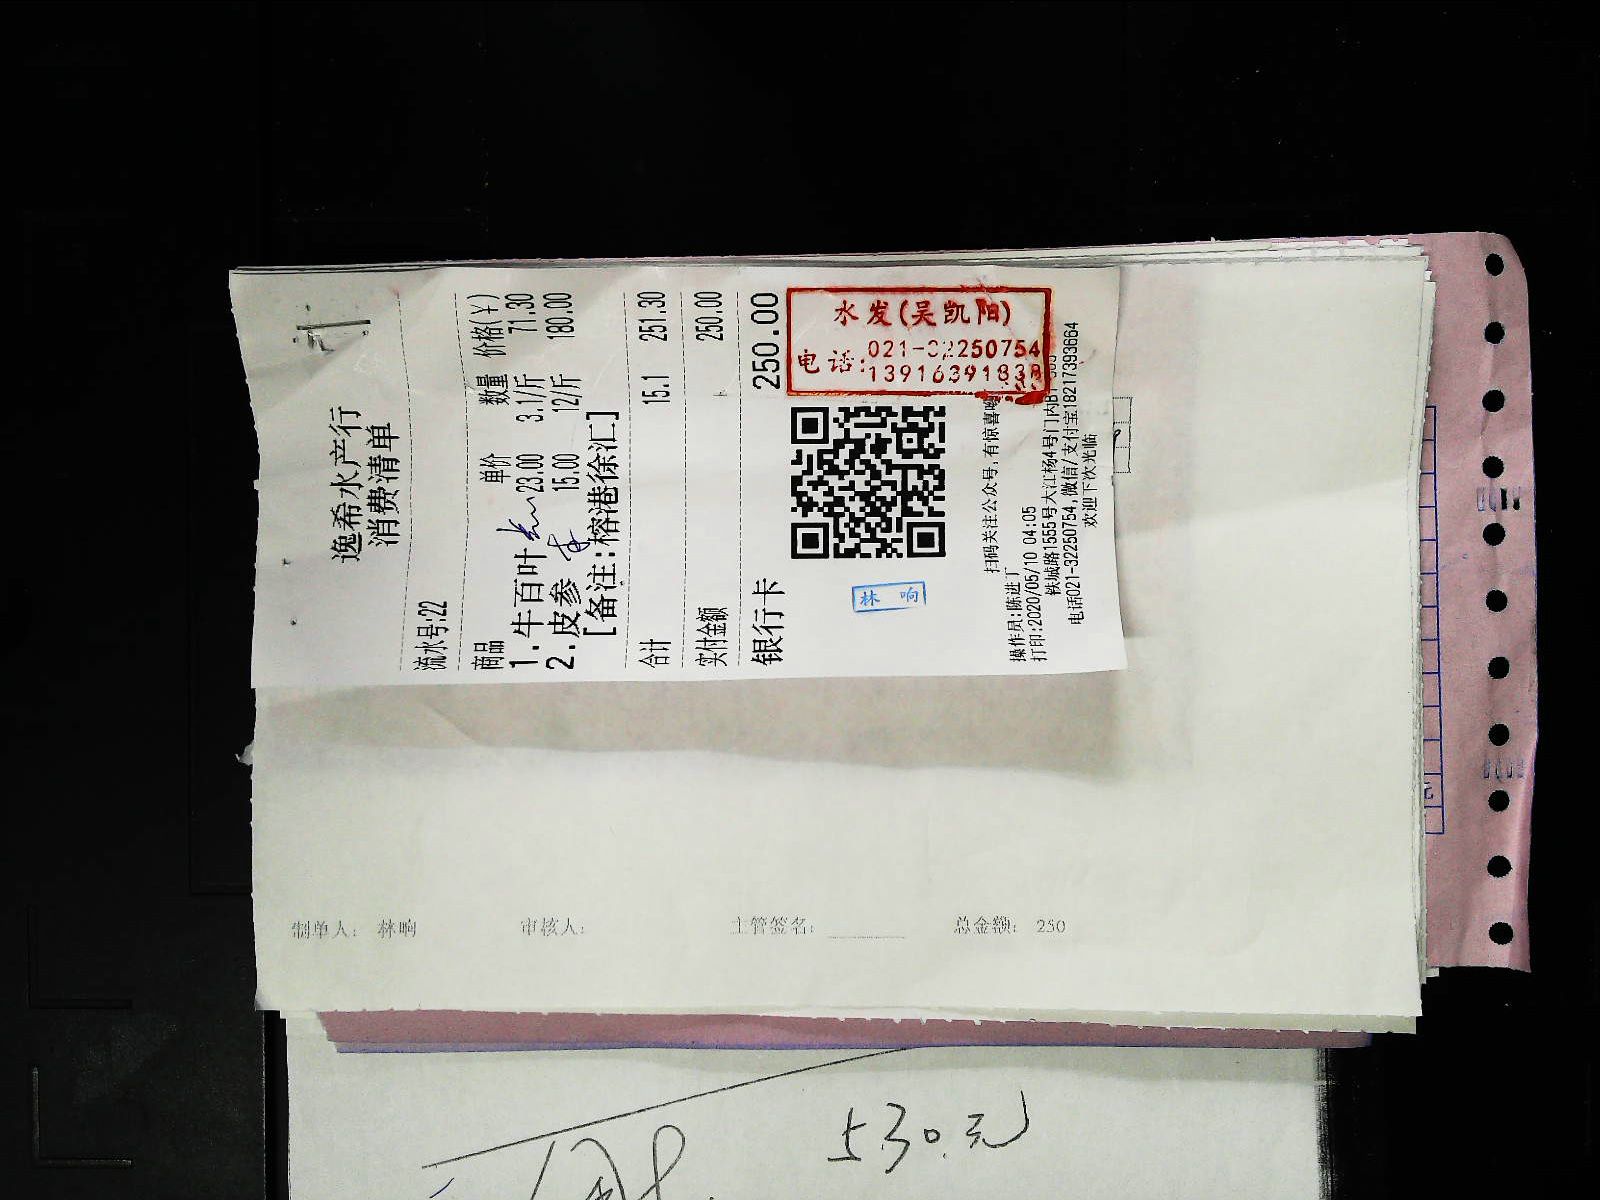 逸希水产行
消费清单
流水号:22
商品 单价 数量 价格(¥)
1.牛百叶 23.00 3.1/斤 71.30
2.皮参 15.00 12/斤 180.00
[备注:榕港徐汇]
合计 15.1 251.30
实付金额 250.00
银行卡 250.00
水发(吴凯阳)
电话:
021-32250754
林响
扫码关注公众号,有惊喜
操作员:陈进丁
打印:2020/05/10 04:05
铁城路1555号大江杨4号门内
电话021-32250754,微信/支付宝18217393664
欢迎下次光临
制单人: 林响 审核人: 主管签名: 总金额: 250
530.元